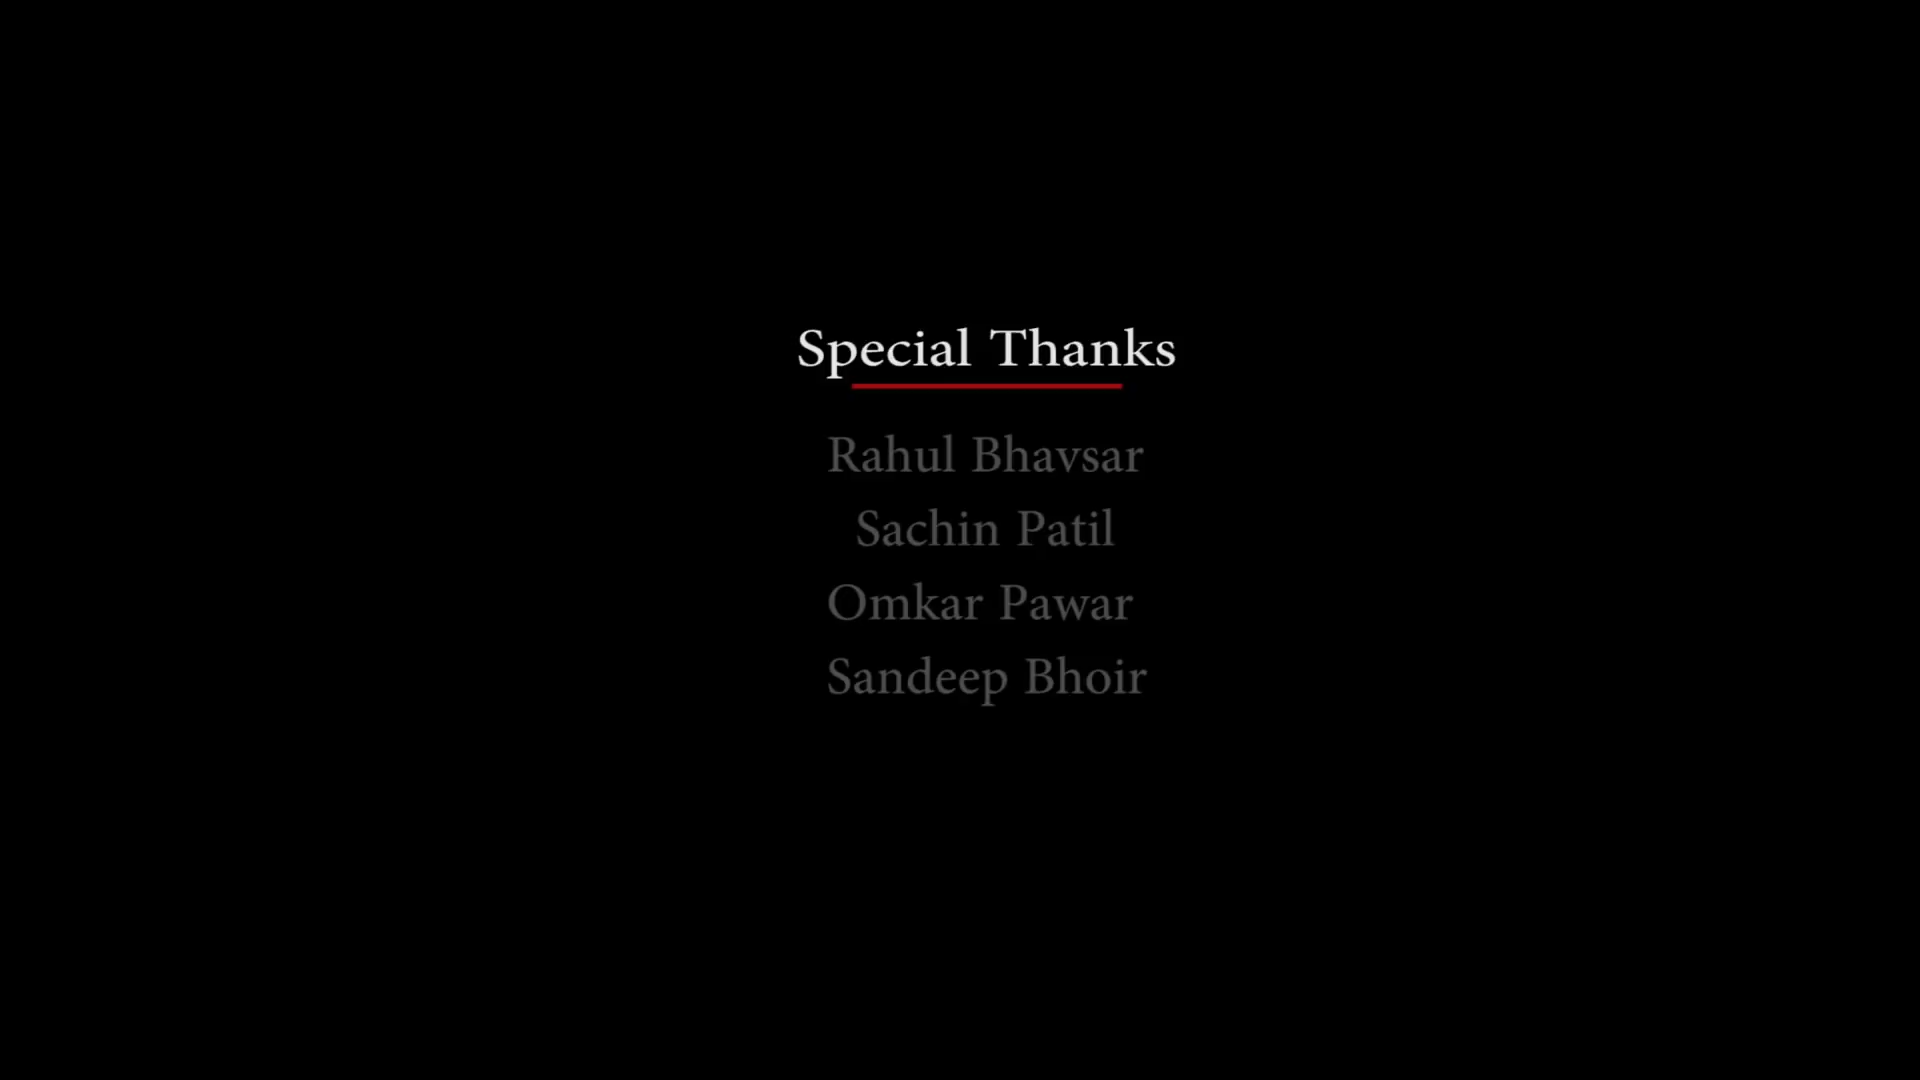 Special Thanks
Rahul Bhavsar
Sachin Patil
Omkar Pawar
Sandeep Bhoir